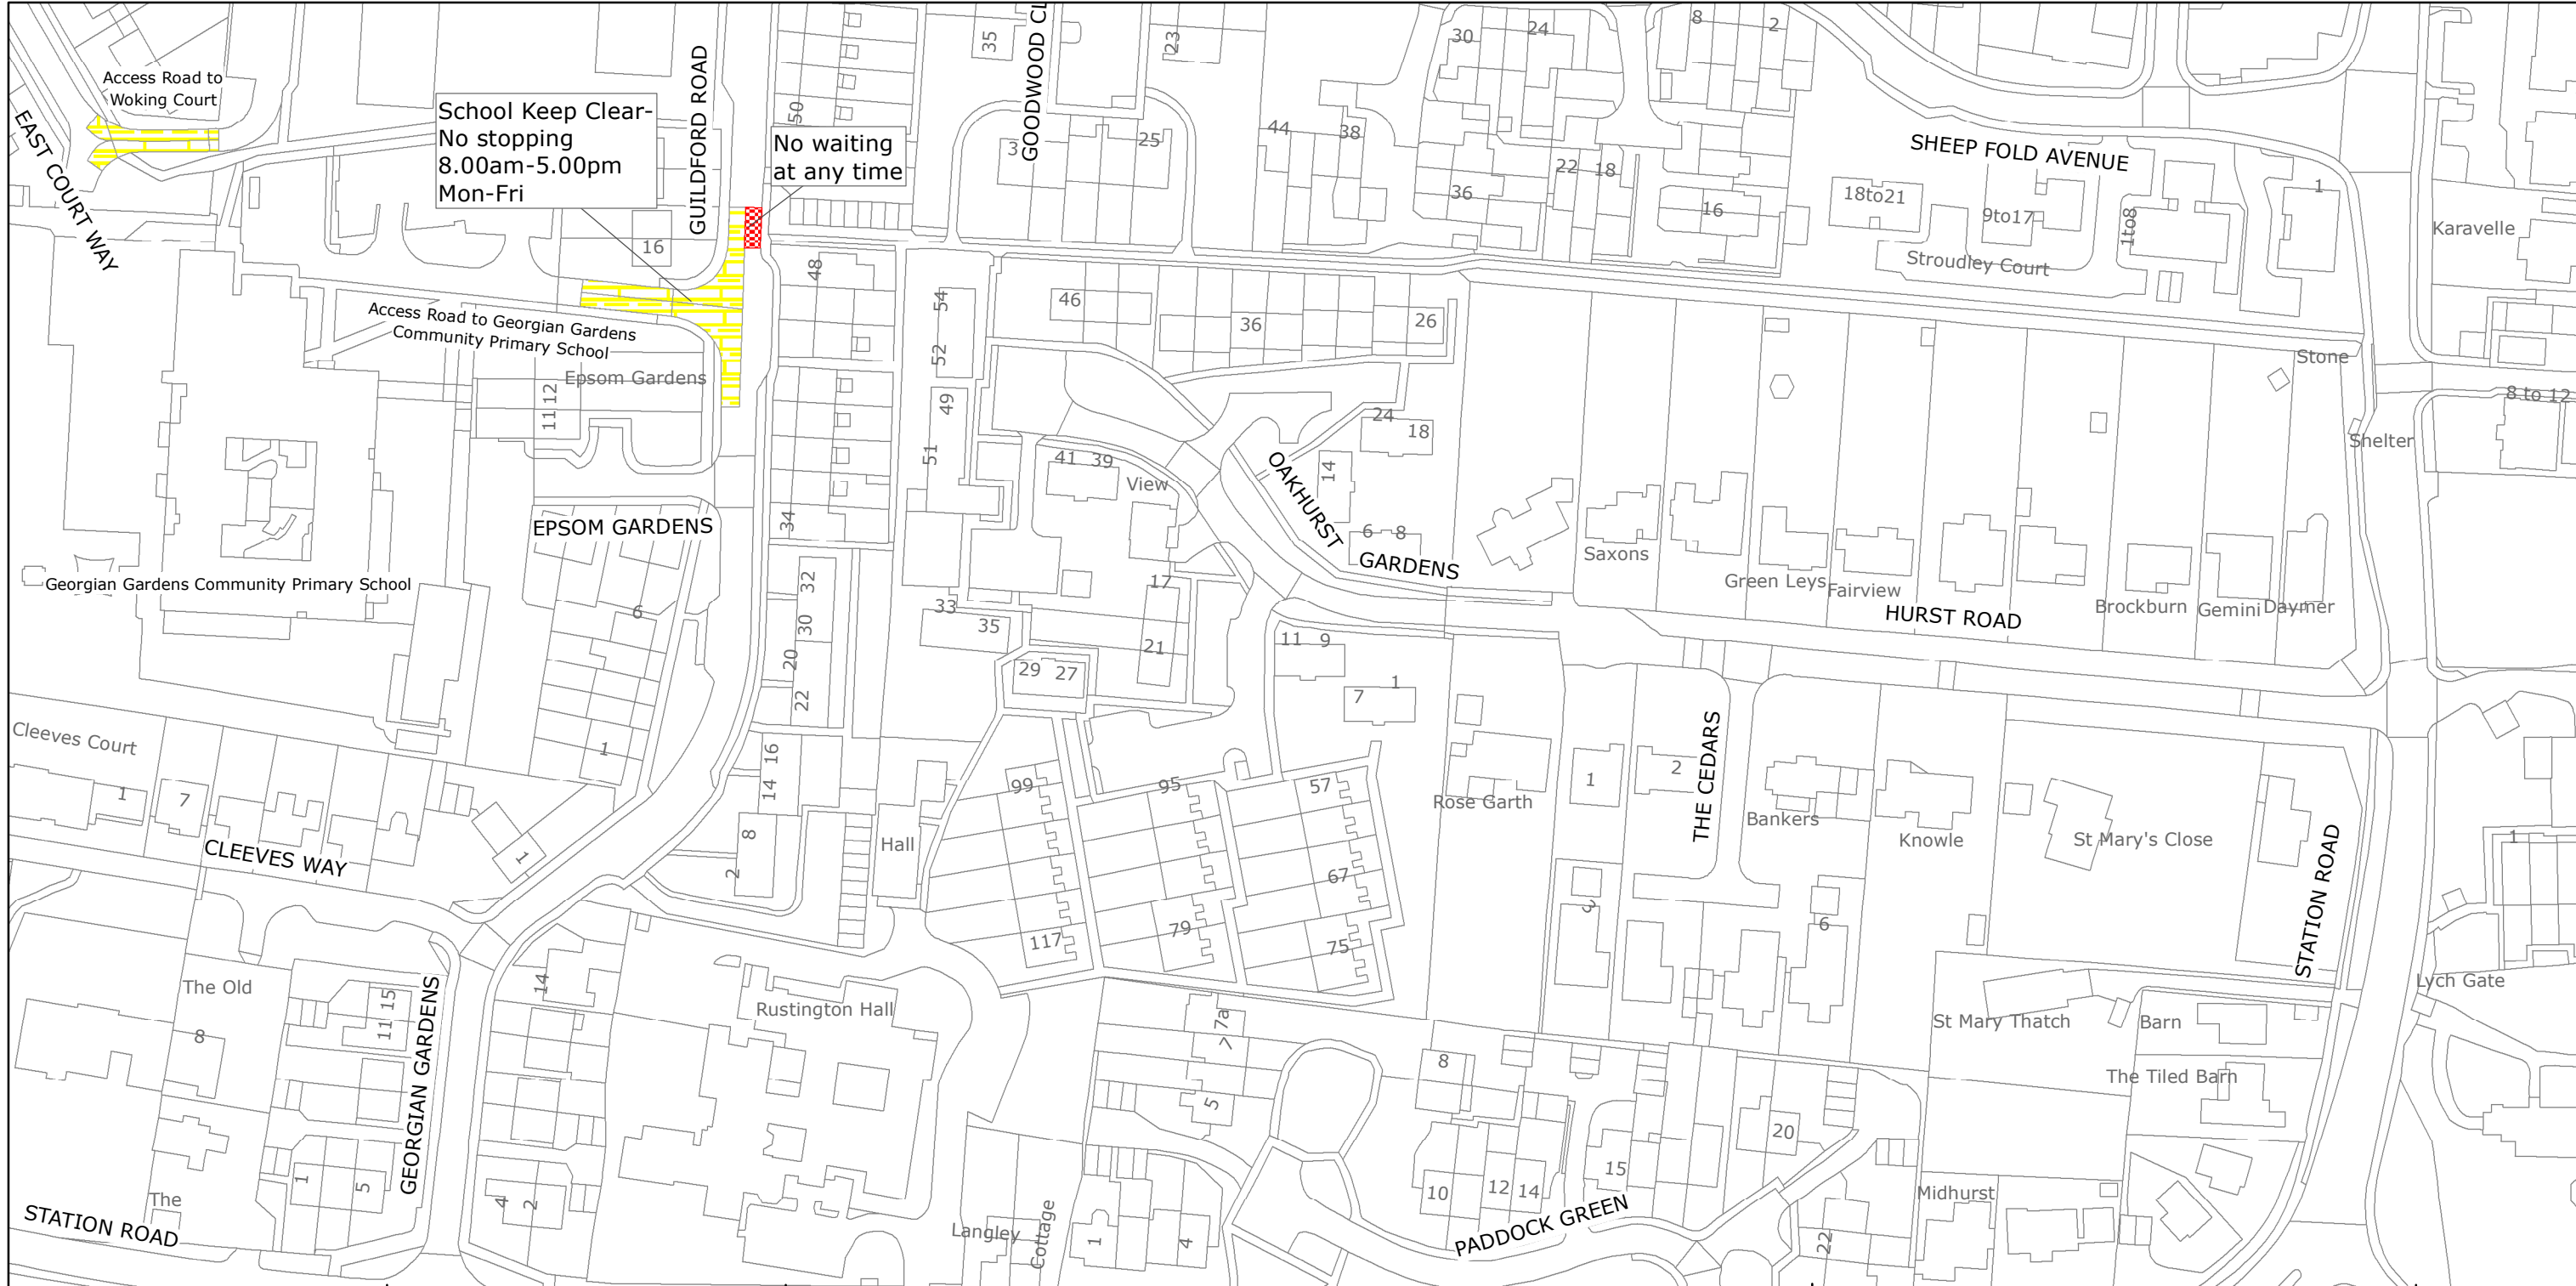 Access Road to
Woking Court
EAST COURT WAY
School Keep Clear-
No stopping
8.00am-5.00pm
Mon-Fri
GUILDFORD ROAD
No waiting
at any time
50
35
GOODWOOD CL
23
3
25
44
38
30
24
8
2
36
22
18
16
SHEEP FOLD AVENUE
18to21
9to17
1to8
1
Stroudley Court
Karavelle
16
48
54
52
46
36
26
Access Road to Georgian Gardens
Community Primary School
Epsom Gardens
11 12
49
51
41
39
View
24
18
14
6
8
OAKHURST
GARDENS
Stone
Shelter
8 to 12
34
EPSOM GARDENS
Georgian Gardens Community Primary School
6
32
30
20
22
33
35
17
21
29
27
11
9
7
1
Saxons
Green Leys
Fairview
HURST ROAD
Brockburn
Gemini
Daymer
Cleeves Court
1
7
1
1
CLEEVES WAY
16
14
8
2
Hall
99
95
57
67
117
79
75
Rose Garth
1
2
THE CEDARS
3
Bankers
6
Knowle
St Mary's Close
STATION ROAD
1
Lych Gate
The Old
8
11 15
GEORGIAN GARDENS
14
Rustington Hall
>7a
5
8
St Mary Thatch
Barn
The Tiled Barn
The
1
5
4
2
STATION ROAD
Langley
Cottage
1
4
10
12
14
15
20
PADDOCK GREEN
22
Midhurst